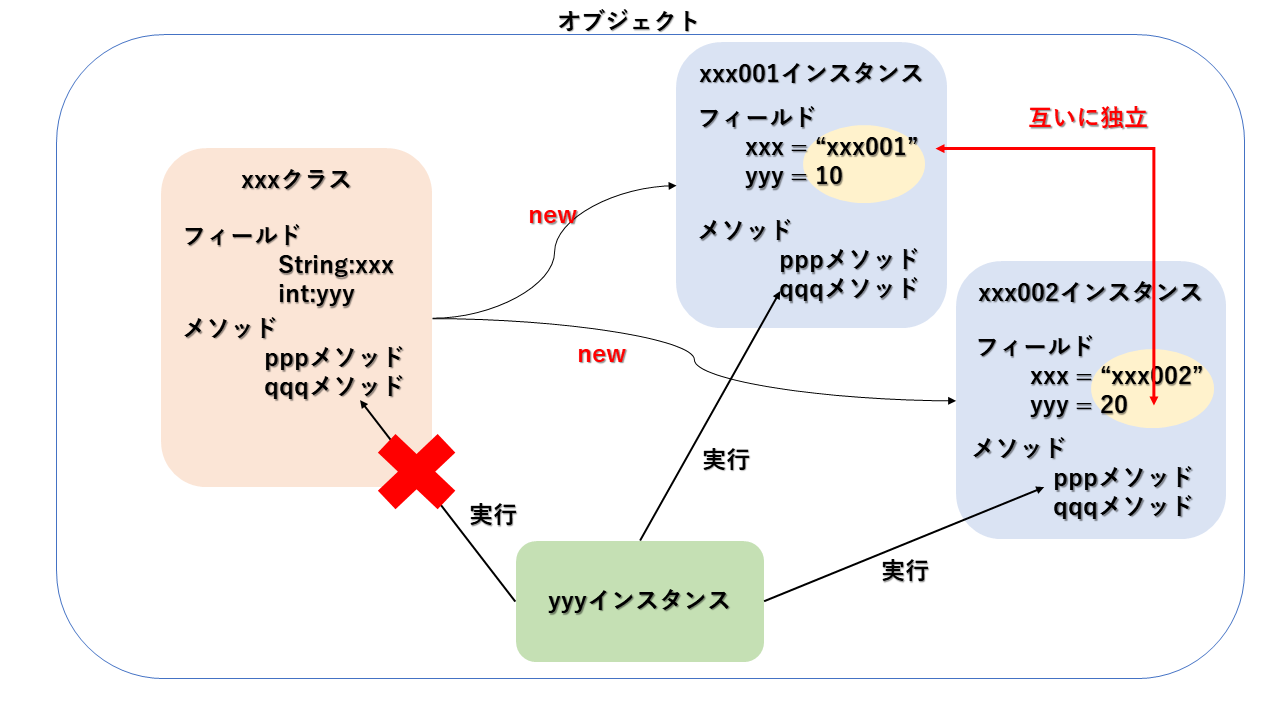 オブジェクト
xxxクラス
フィールド
String:xxx
int:yyy
メソッド
pppメソッド
qqqメソッド
new
new
xxx001インスタンス
フィールド
xxx = “xxx001”
yyy = 10
メソッド
pppメソッド
qqqメソッド
互いに独立
xxx002インスタンス
フィールド
xxx = “xxx002”
yyy = 20
メソッド
pppメソッド
qqqメソッド
実行
実行
実行
yyyインスタンス